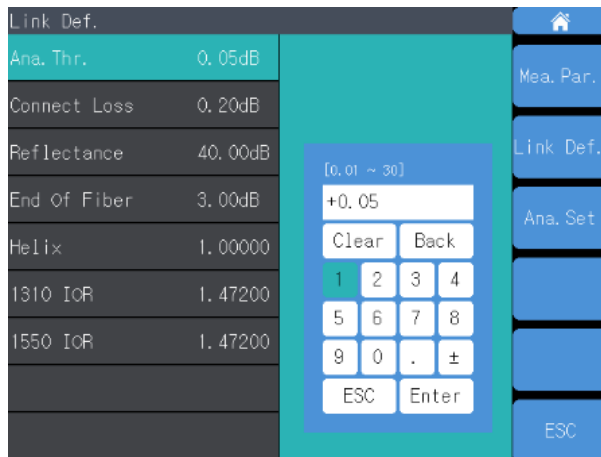 Link Def.
Ana. Thr. 0.05dB
Connect Loss 0.20dB
Reflectance 40.00dB
End Of Fiber 3.00dB
Helix 1.00000
1310 IOR 1.47200
1550 IOR 1.47200
[0.01 ~ 30]
+0.05
Clear Back
1 2 3 4
5 6 7 8
9 0 . ±
ESC Enter
Mea. Par.
Link Def.
Ana. Set
ESC